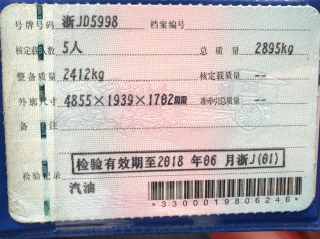 号牌号码 浙JD5998 档案编号
核定载人数 5人 总质量 2895kg
整备质量 2412kg 核定载质量 --
外廓尺寸 4855×1939×1702mm 准牵引总质量 --
备注
检验有效期至2018年06月浙J(01)
检验记录
汽油
*3300019806246*